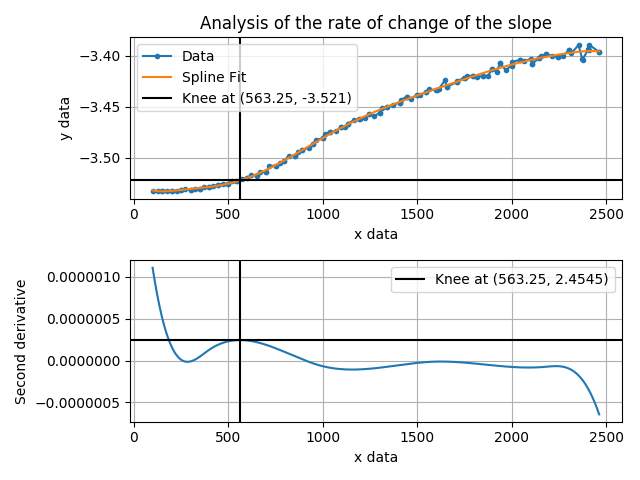 Analysis of the rate of change of the slope
Data
Spline Fit
Knee at (563.25, -3.521)
−3.40
−3.45
−3.50
y data
0
500
1000
1500
2000
2500
x data
Knee at (563.25, 2.4545)
0.0000010
0.0000005
0.0000000
−0.0000005
Second derivative
0
500
1000
1500
2000
2500
x data